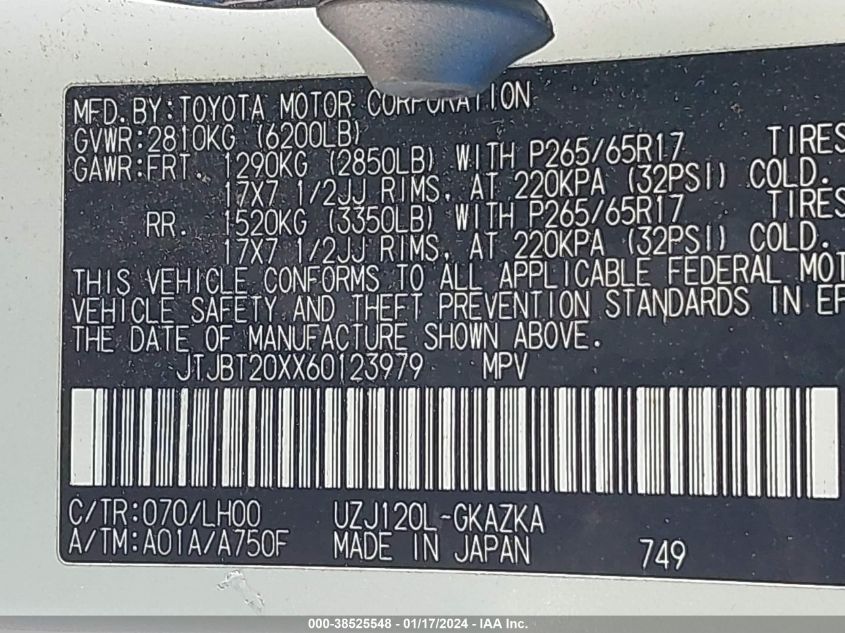 MFD. BY: TOYOTA MOTOR CORPORATION
GVWR: 2810KG (6200LB)
GAWR: FRT. 1290KG (2850LB) WITH P265/65R17 TIRES
17X7 1/2JJ RIMS, AT 220KPA (32PSI) COLD.
RR. 1520KG (3350LB) WITH P265/65R17 TIRES
17X7 1/2JJ RIMS, AT 220KPA (32PSI) COLD.
THIS VEHICLE CONFORMS TO ALL APPLICABLE FEDERAL MOT
VEHICLE SAFETY AND THEFT PREVENTION STANDARDS IN EF
THE DATE OF MANUFACTURE SHOWN ABOVE.
JTJBT20XX60123979 MPV
C/TR: 070/LH00 UZJ120L-GKAZKA
A/TM: A01A/A750F MADE IN JAPAN 749
000-38525548 - 01/17/2024 - IAA Inc.